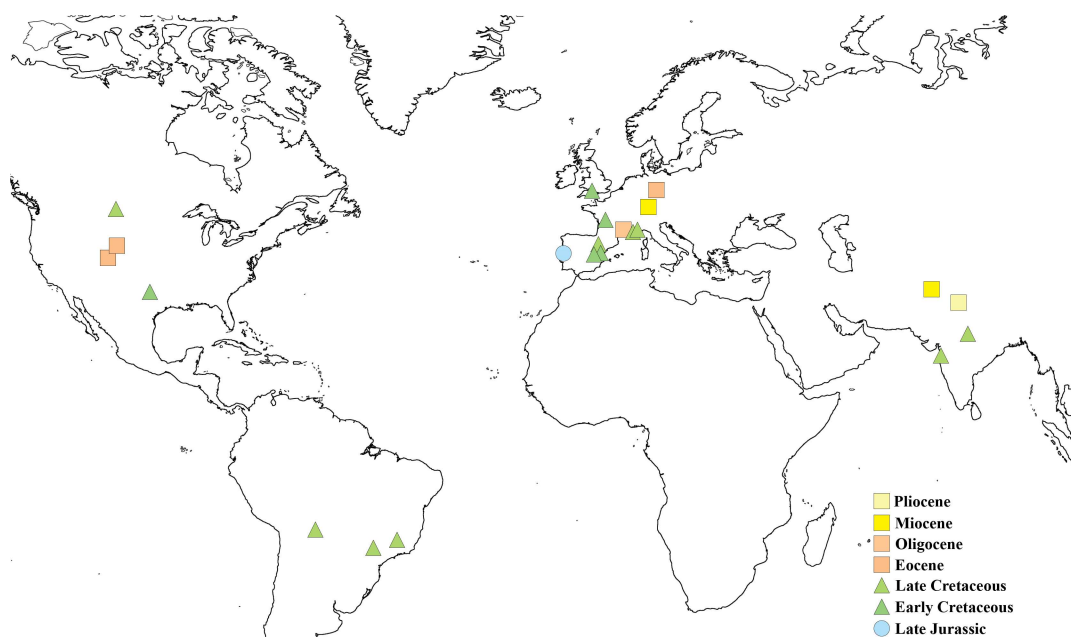 Pliocene
Miocene
Oligocene
Eocene
Late Cretaceous
Early Cretaceous
Late Jurassic